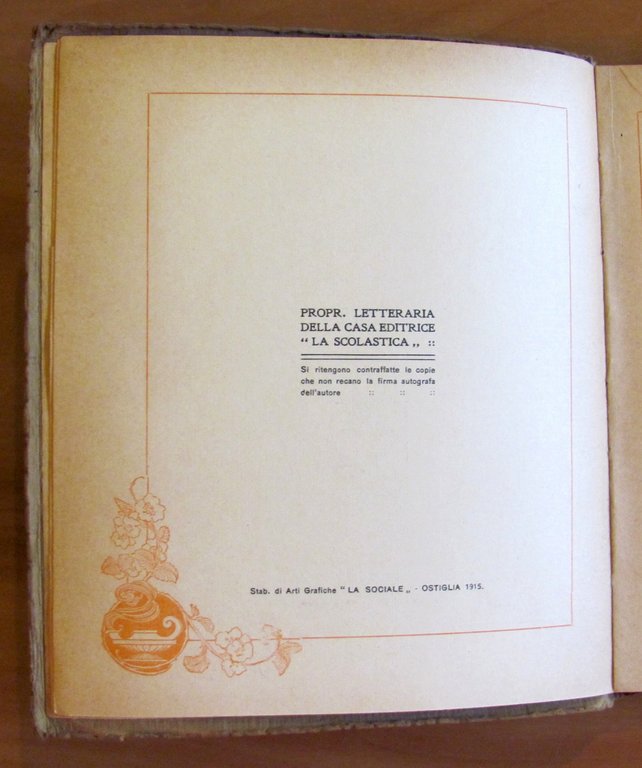 PROPR. LETTERARIA
DELLA CASA EDITRICE
“ LA SCOLASTICA „ ::
Si ritengono contraffatte le copie
che non recano la firma autografa
dell'autore :: :: ::
Stab. di Arti Grafiche “ LA SOCIALE „ - OSTIGLIA 1915.